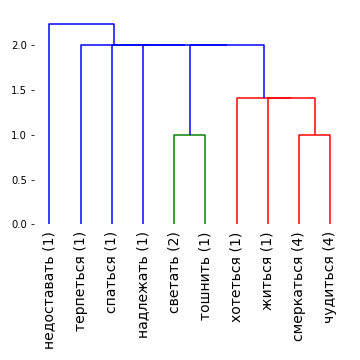 2.0
1.5
1.0
0.5
0.0
недоставать (1)
терпеться (1)
спаться (1)
надлежать (1)
светать (2)
тошнить (1)
хотеться (1)
житься (1)
смеркаться (4)
чудиться (4)